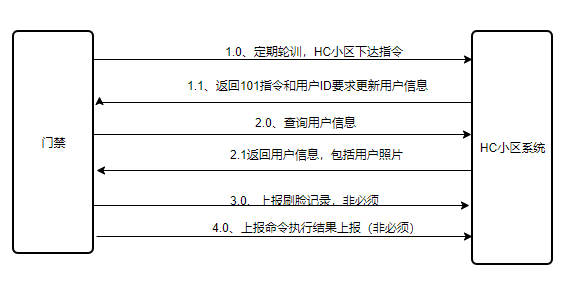 1.0、定期轮训，HC小区下达指令
1.1、返回101指令和用户ID要求更新用户信息
门禁
2.0、查询用户信息
HC小区系统
2.1返回用户信息，包括用户照片
3.0、上报刷脸记录，非必须
4.0、上报命令执行结果上报（非必须）